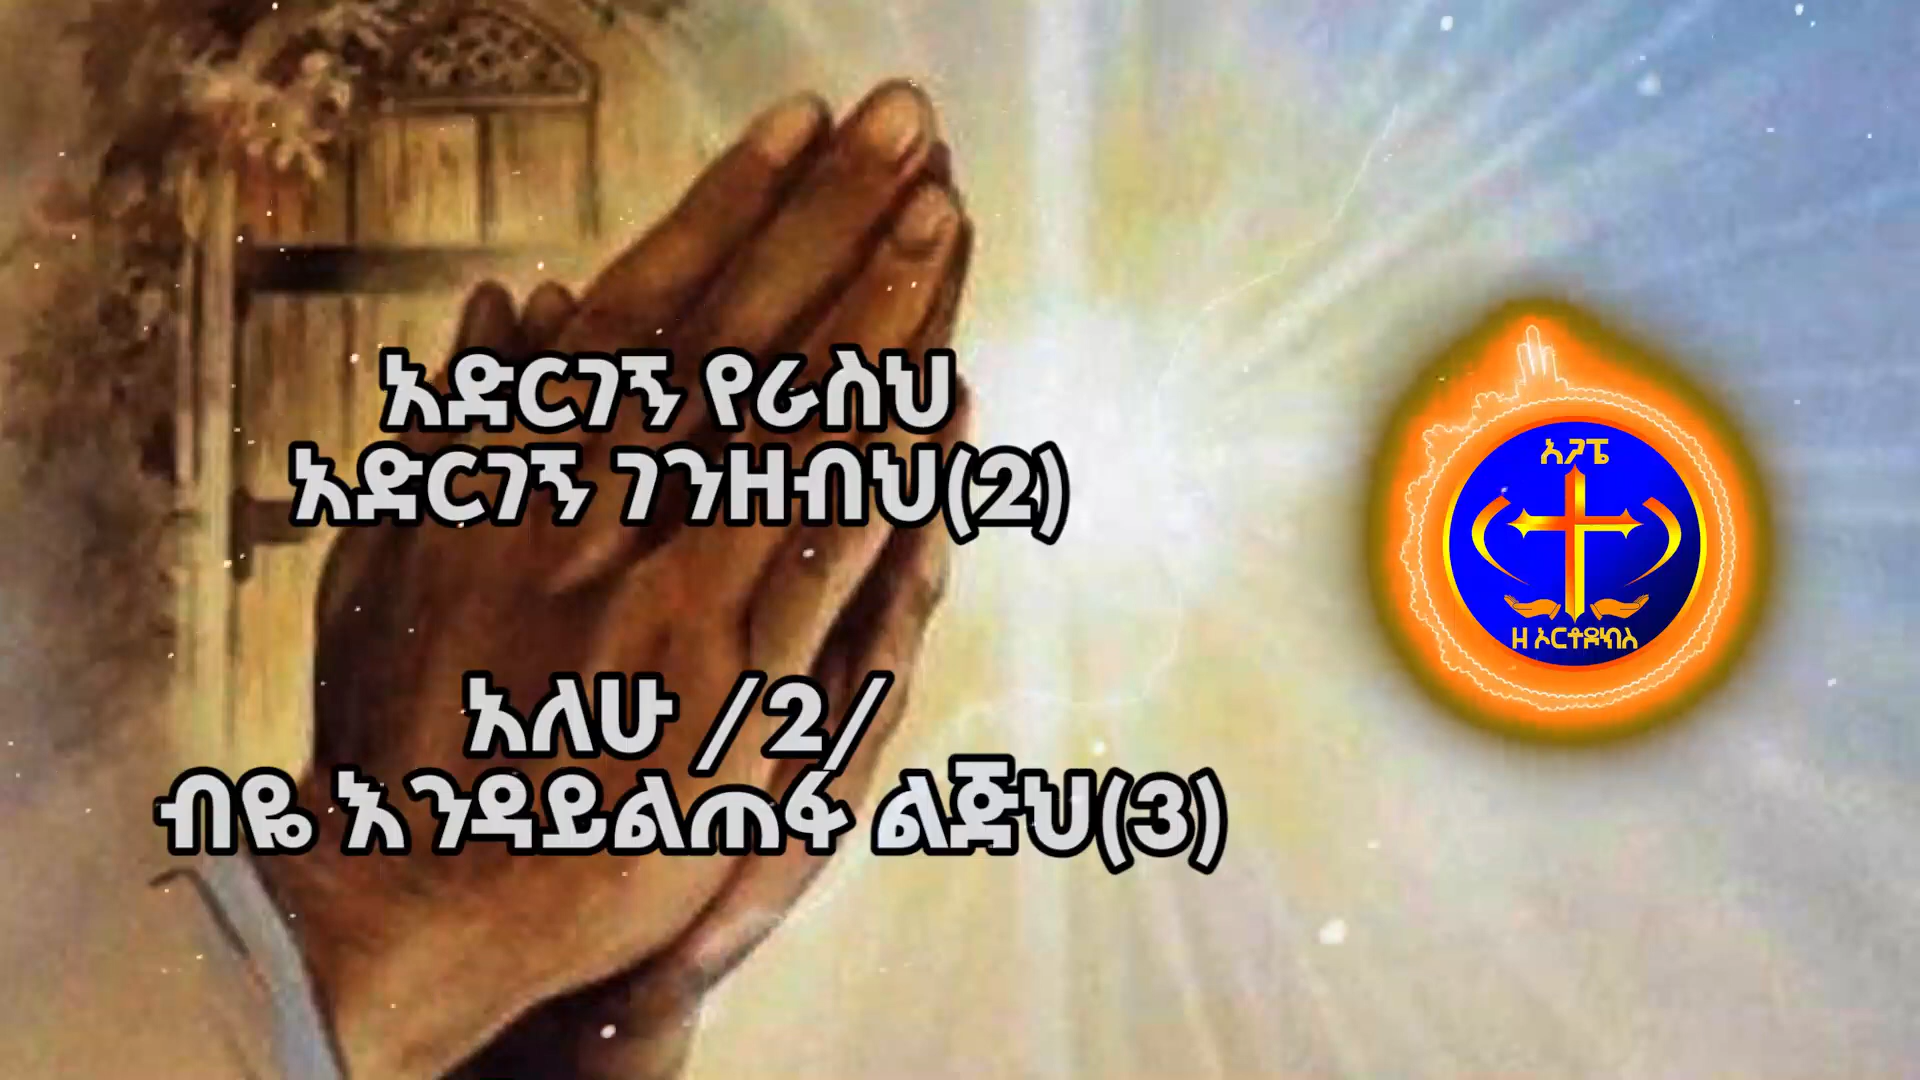 አድርገኝ የራስህ
አድርገኝ ገንዘብህ(2)
አለሁ /2/
ብዬ እንዳይልጠፋ ልጅህ(3)
አጋፔ
ዘ ኦርቶዶክስ